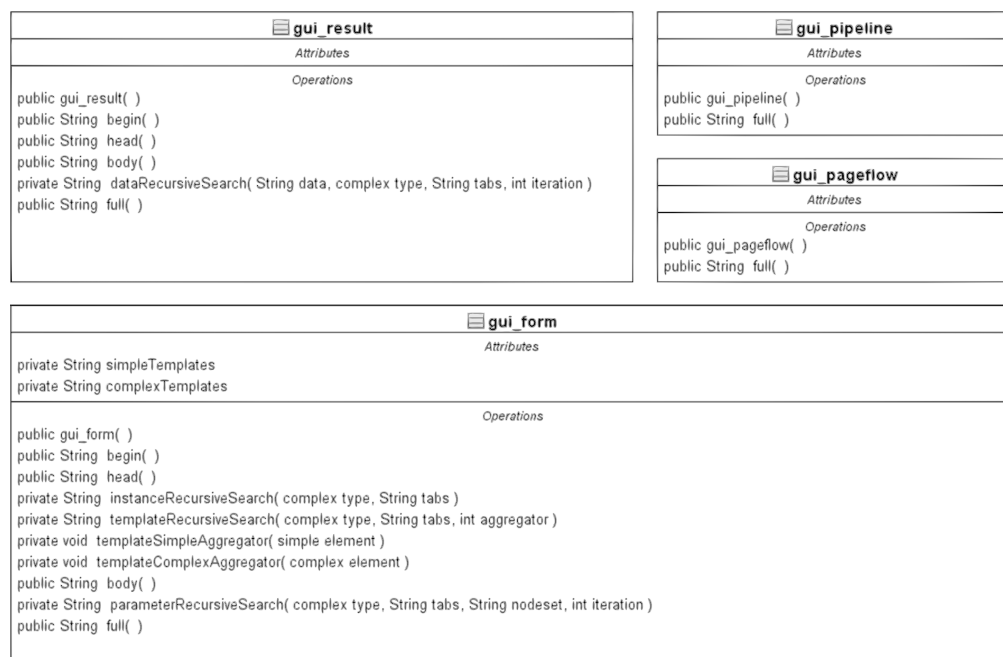 gui_result
Attributes
Operations
public gui_result( )
public String begin( )
public String head( )
public String body( )
private String dataRecursiveSearch( String data, complex type, String tabs, int iteration )
public String full( )
gui_pipeline
Attributes
Operations
public gui_pipeline( )
public String full( )
gui_pageflow
Attributes
Operations
public gui_pageflow( )
public String full( )
gui_form
Attributes
private String simpleTemplates
private String complexTemplates
Operations
public gui_form( )
public String begin( )
public String head( )
private String instanceRecursiveSearch( complex type, String tabs )
private String templateRecursiveSearch( complex type, String tabs, int aggregator )
private void templateSimpleAggregator( simple element )
private void templateComplexAggregator( complex element )
public String body( )
private String parameterRecursiveSearch( complex type, String tabs, String nodeset, int iteration )
public String full( )